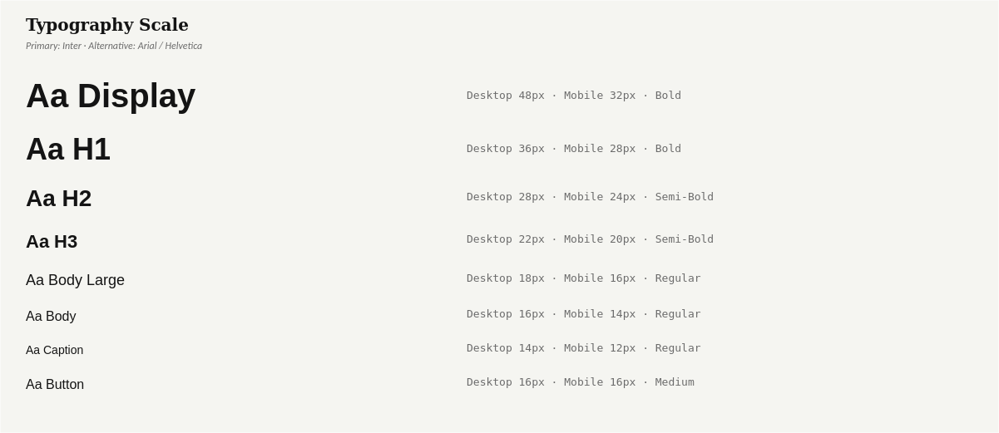 Typography Scale
Primary: Inter · Alternative: Arial / Helvetica
Aa Display Desktop 48px · Mobile 32px · Bold
Aa H1 Desktop 36px · Mobile 28px · Bold
Aa H2 Desktop 28px · Mobile 24px · Semi-Bold
Aa H3 Desktop 22px · Mobile 20px · Semi-Bold
Aa Body Large Desktop 18px · Mobile 16px · Regular
Aa Body Desktop 16px · Mobile 14px · Regular
Aa Caption Desktop 14px · Mobile 12px · Regular
Aa Button Desktop 16px · Mobile 16px · Medium